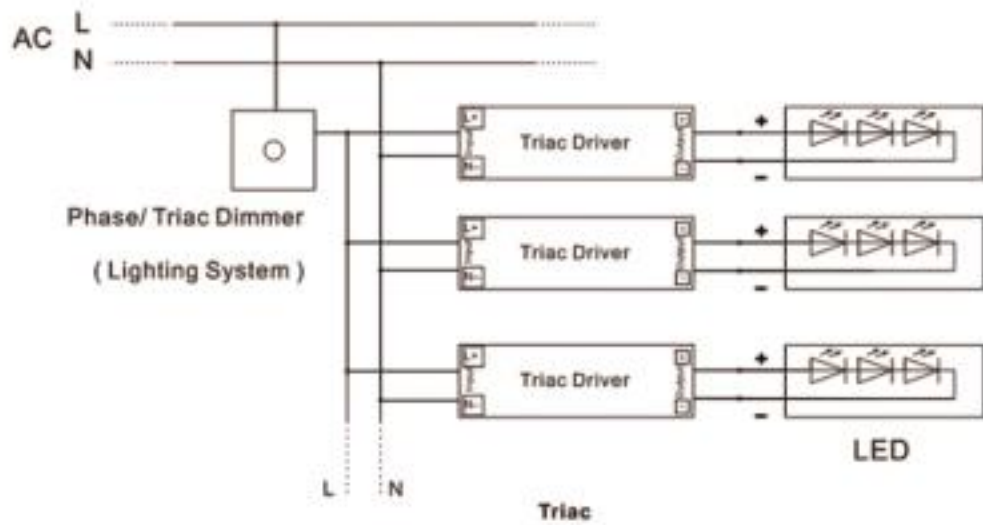 AC
L
N
L
Triac Driver
N
+
-
Phase/ Triac Dimmer
( Lighting System )
L
Triac Driver
N
+
-
L
Triac Driver
N
+
-
LED
L
N
Triac